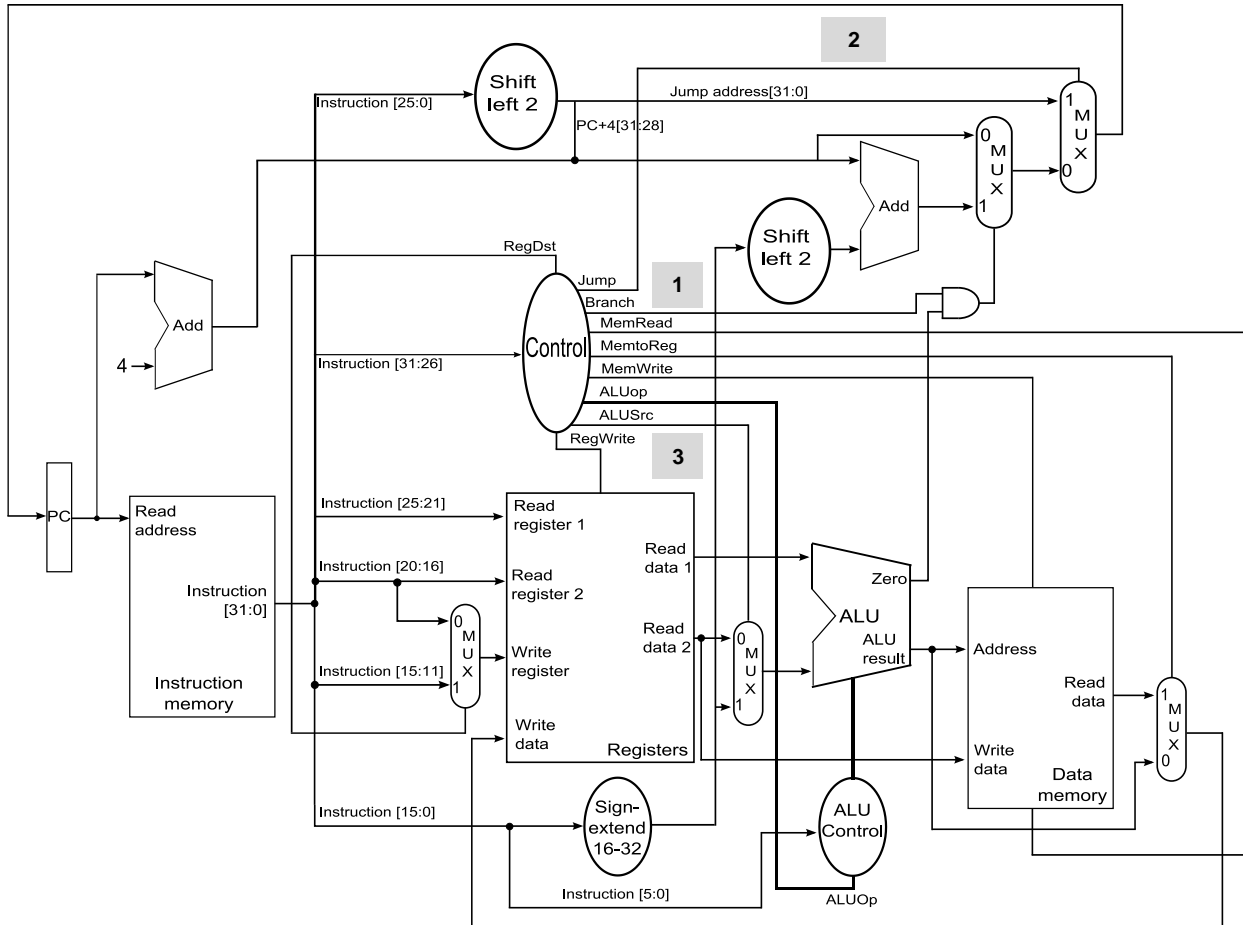 2
Shift
left 2
Instruction [25:0]
Jump address[31:0]
PC+4[31:28]
1
M
U
X
0
0
M
U
X
1
Add
Shift
left 2
RegDst
Jump
1
Branch
MemRead
MemtoReg
MemWrite
ALUop
ALUSrc
RegWrite
Control
Instruction [31:26]
Add
4
3
PC
Read
address
Instruction
[31:0]
Instruction
memory
Instruction [25:21]
Instruction [20:16]
Instruction [15:11]
0
M
U
X
1
Read
register 1
Read
register 2
Write
register
Write
data
Read
data 1
Read
data 2
Registers
0
M
U
X
1
Zero
ALU
ALU
result
Address
Read
data
Write
data
Data
memory
1
M
U
X
0
Instruction [15:0]
Sign-
extend
16-32
ALU
Control
Instruction [5:0]
ALUOp